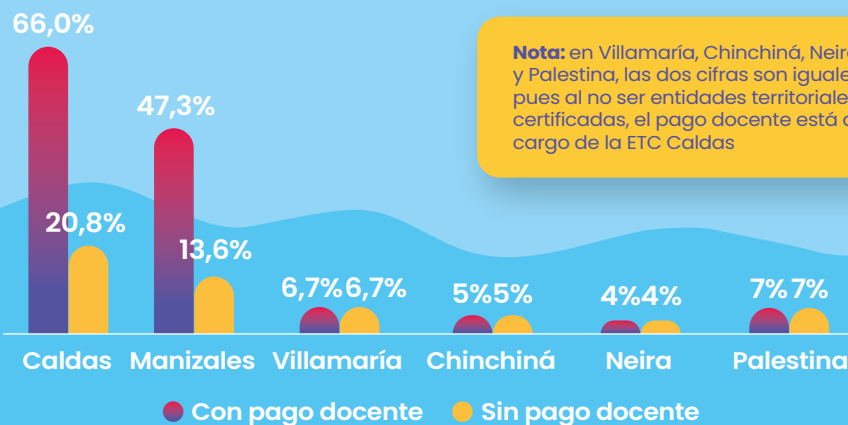 66,0%
Nota: en Villamaría, Chinchiná, Neira
y Palestina, las dos cifras son iguales
pues al no ser entidades territoriales
certificadas, el pago docente está a
cargo de la ETC Caldas
47,3%
20,8%
13,6%
6,7% 6,7%
5% 5%
4% 4%
7% 7%
Caldas Manizales Villamaría Chinchiná Neira Palestina
Con pago docente Sin pago docente